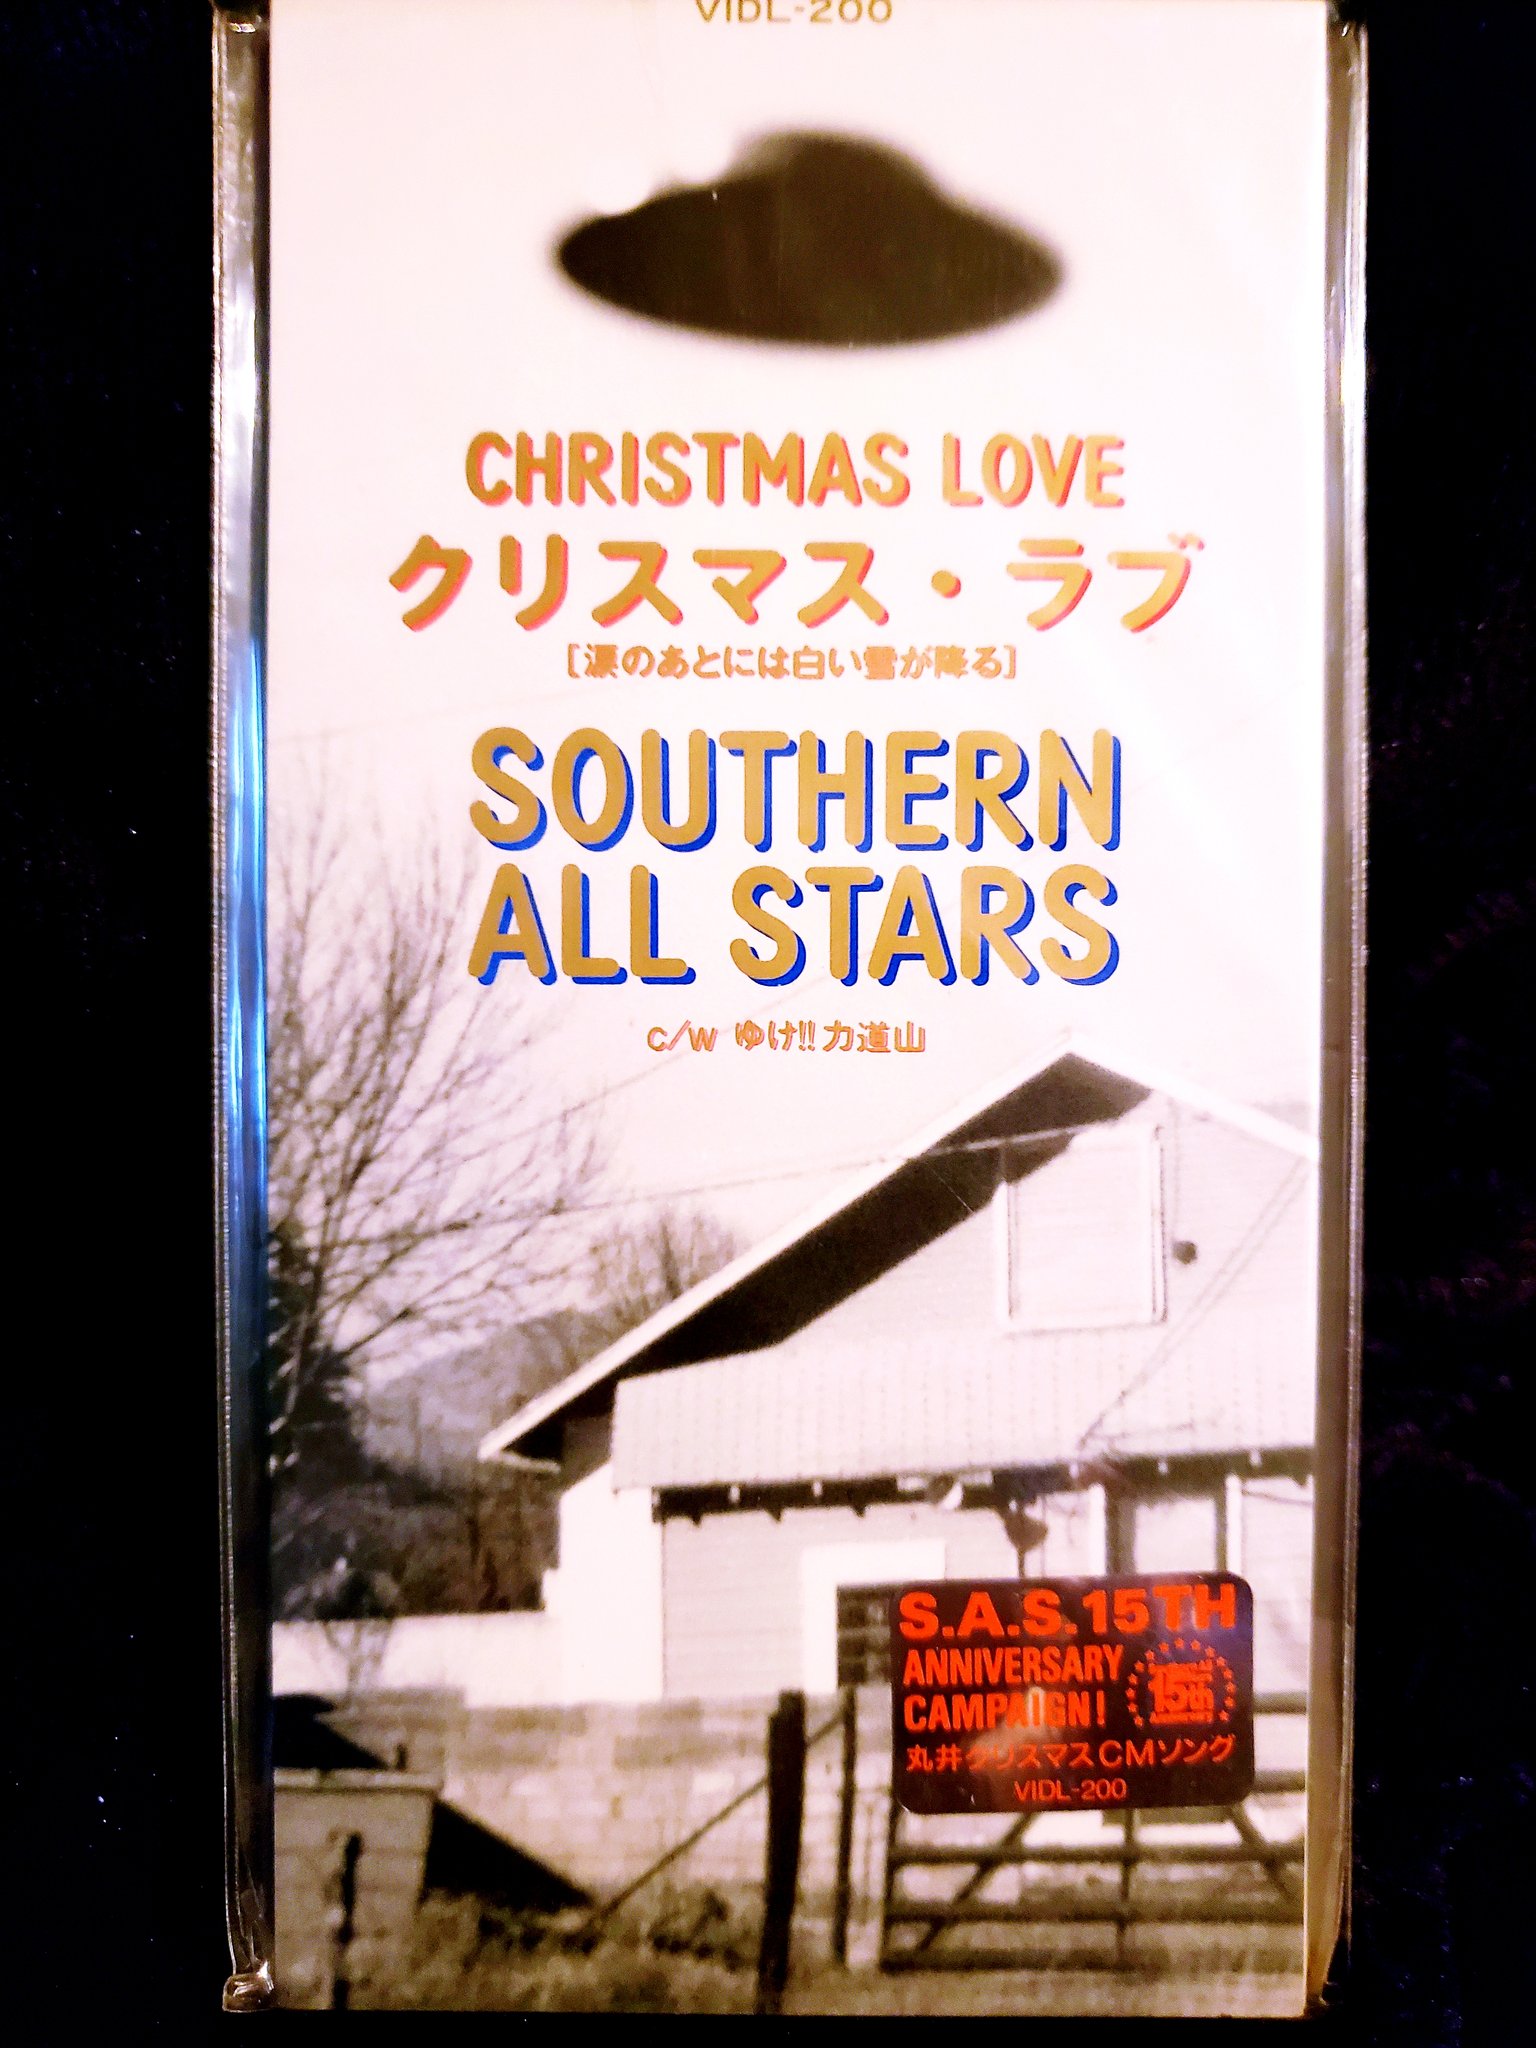 VIDL-200
CHRISTMAS LOVE
クリスマス・ラブ
[涙のあとには白い雪が降る]
SOUTHERN
ALL STARS
c/w ゆけ!!力道山
S.A.S.15TH
ANNIVERSARY
CAMPAIGN!
15th
丸井クリスマスCMソング
VIDL-200